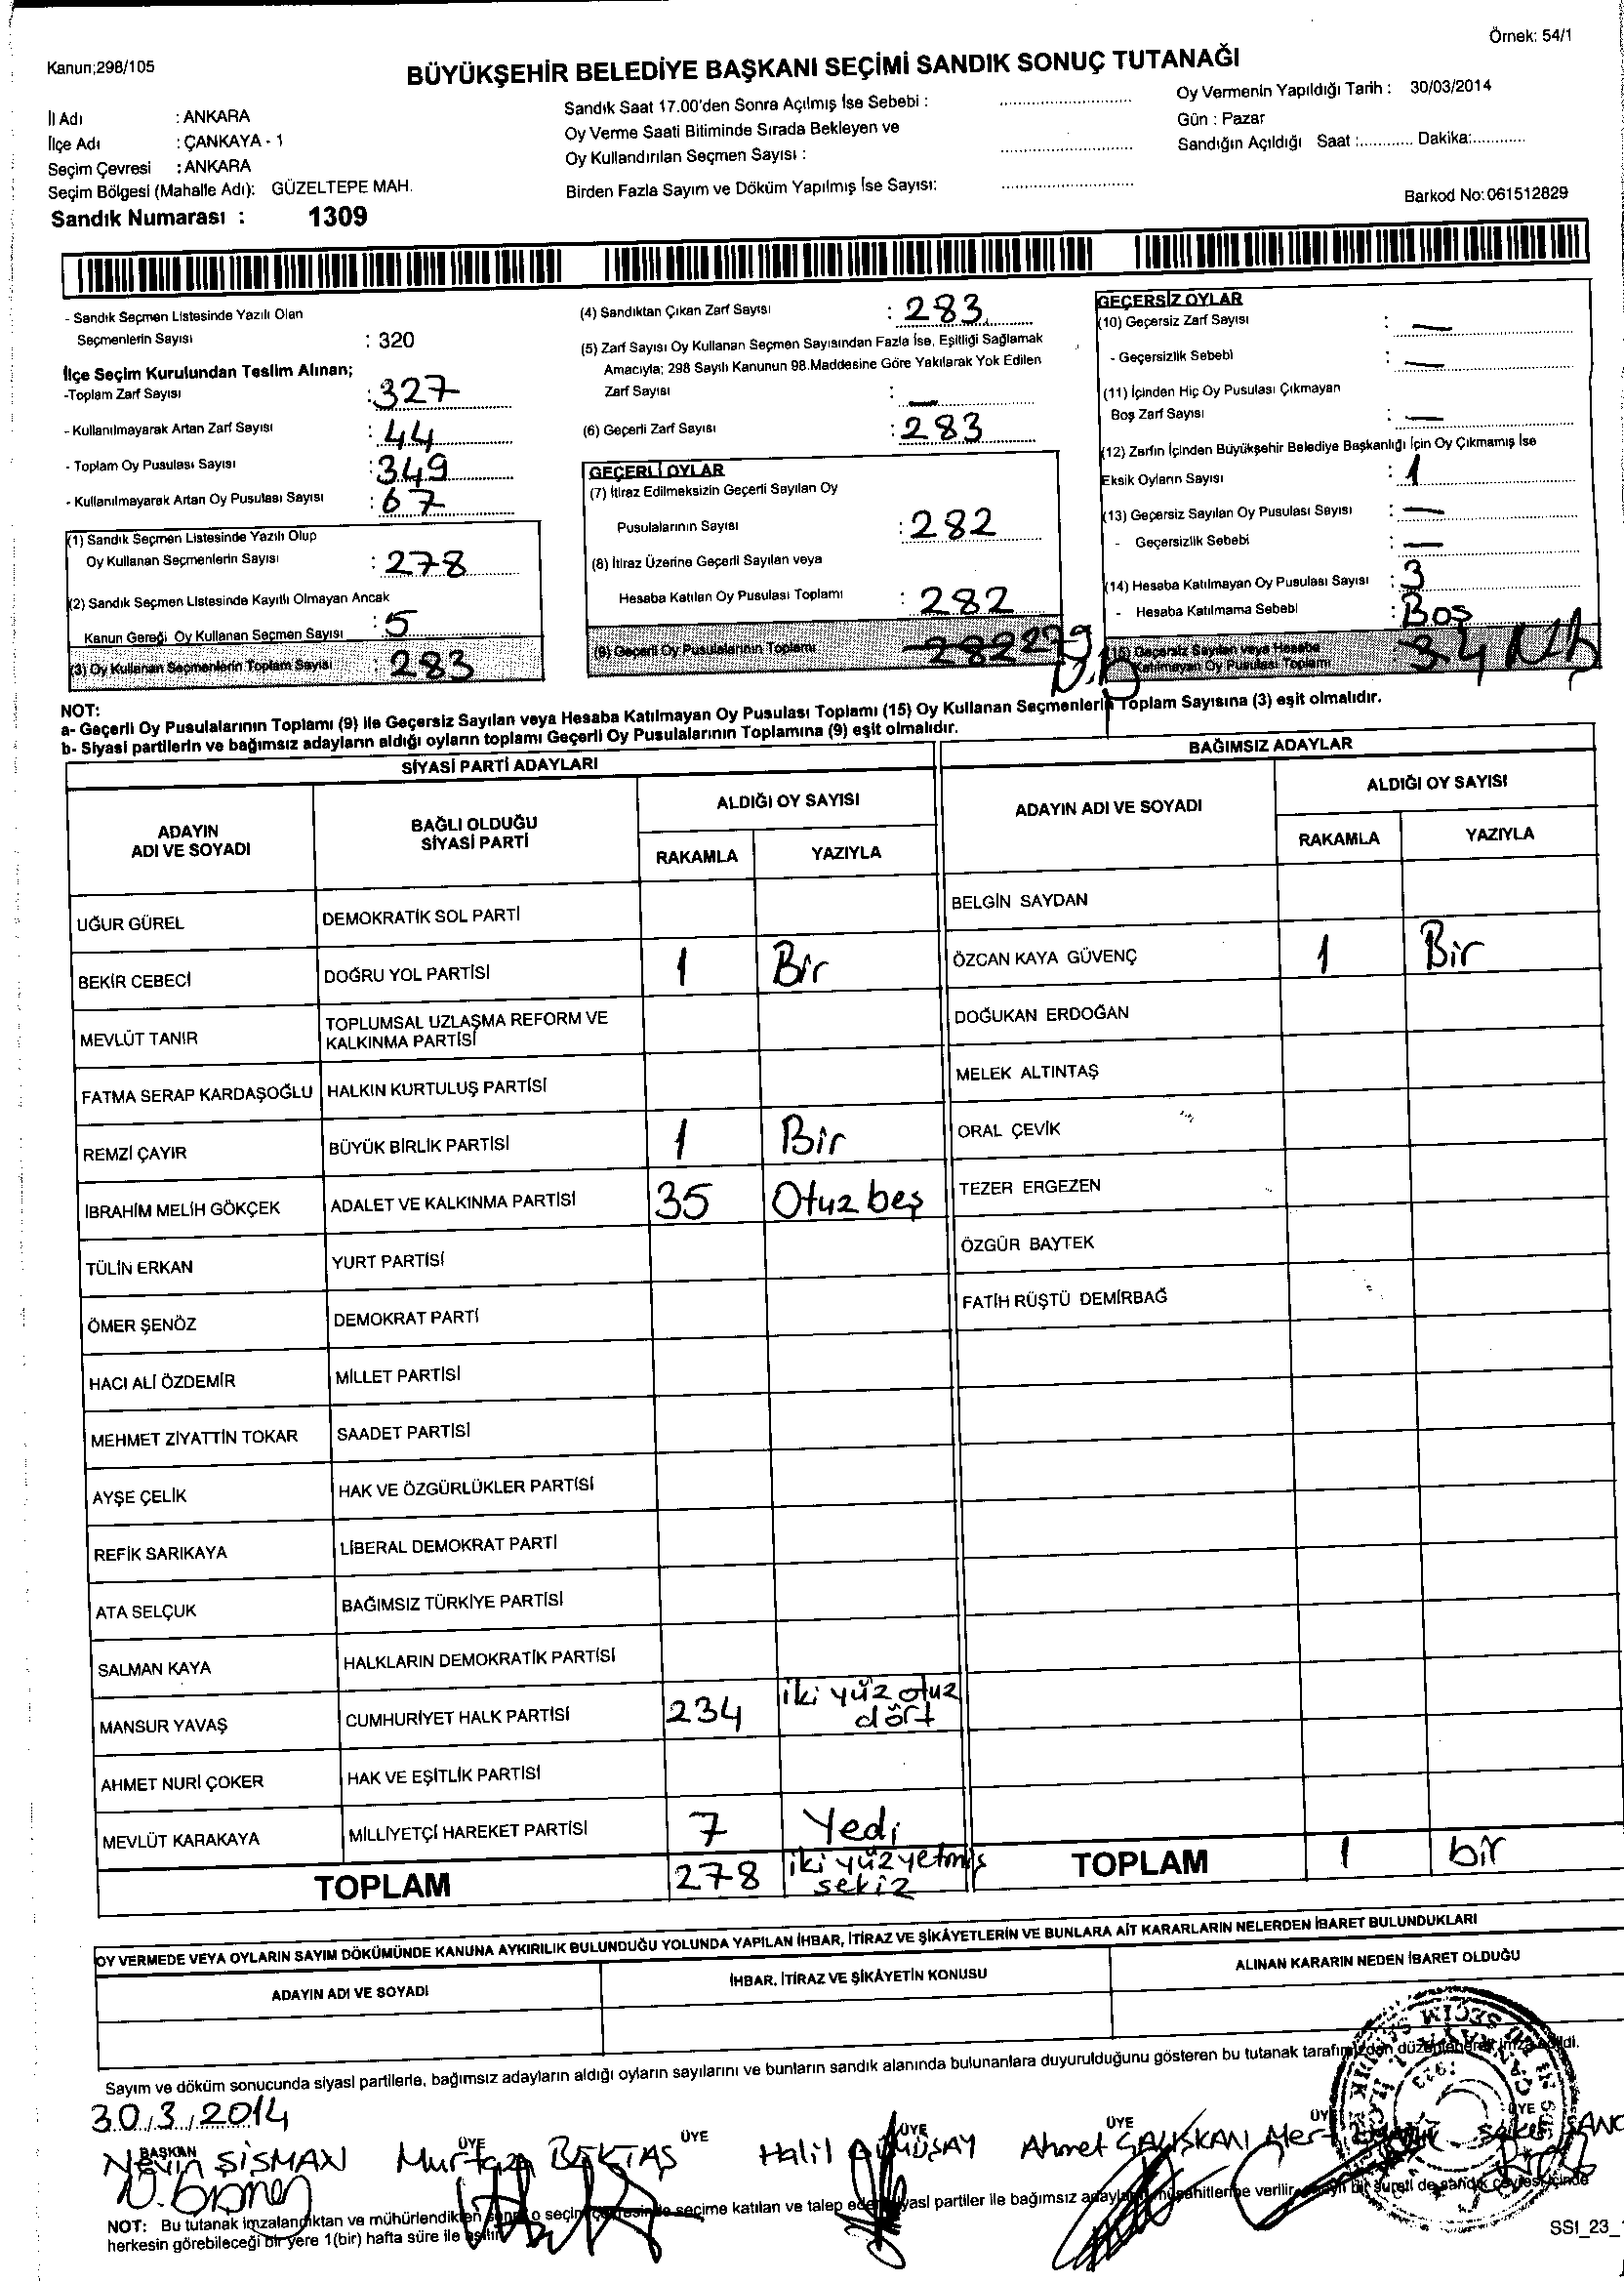 Örnek: 54/1
Kanun;298/105
BÜYÜKŞEHİR BELEDİYE BAŞKANI SEÇİMİ SANDIK SONUÇ TUTANAĞI
İl Adı : ANKARA
İlçe Adı : ÇANKAYA - 1
Seçim Çevresi : ANKARA
Seçim Bölgesi (Mahalle Adı): GÜZELTEPE MAH.
Sandık Numarası : 1309
Sandık Saat 17.00'den Sonra Açılmış İse Sebebi :
Oy Verme Saati Bitiminde Sırada Bekleyen ve
Oy Kullandırılan Seçmen Sayısı :
Birden Fazla Sayım ve Döküm Yapılmış İse Sayısı:
Oy Vermenin Yapıldığı Tarih : 30/03/2014
Gün : Pazar
Sandığın Açıldığı Saat :............ Dakika:............
Barkod No:061512829
- Sandık Seçmen Listesinde Yazılı Olan
Seçmenlerin Sayısı : 320
İlçe Seçim Kurulundan Teslim Alınan;
-Toplam Zarf Sayısı : 327
- Kullanılmayarak Artan Zarf Sayısı : 44
- Toplam Oy Pusulası Sayısı : 349
- Kullanılmayarak Artan Oy Pusulası Sayısı : 67
(1) Sandık Seçmen Listesinde Yazılı Olup
Oy Kullanan Seçmenlerin Sayısı : 278
(2) Sandık Seçmen Listesinde Kayıtlı Olmayan Ancak
Kanun Gereği Oy Kullanan Seçmen Sayısı : 5
(3) Oy Kullanan Seçmenlerin Toplam Sayısı : 283
(4) Sandıktan Çıkan Zarf Sayısı : 283
(5) Zarf Sayısı Oy Kullanan Seçmen Sayısından Fazla İse, Eşitliği Sağlamak
Amacıyla; 298 Sayılı Kanunun 98.Maddesine Göre Yakılarak Yok Edilen
Zarf Sayısı : —
(6) Geçerli Zarf Sayısı : 283
GEÇERLİ OYLAR
(7) İtiraz Edilmeksizin Geçerli Sayılan Oy
Pusulalarının Sayısı : 282
(8) İtiraz Üzerine Geçerli Sayılan veya
Hesaba Katılan Oy Pusulası Toplamı : 282
(9) Geçerli Oy Pusulalarının Toplamı 282 279
GEÇERSİZ OYLAR
(10) Geçersiz Zarf Sayısı : —
- Geçersizlik Sebebi : —
(11) İçinden Hiç Oy Pusulası Çıkmayan
Boş Zarf Sayısı : —
(12) Zarfın İçinden Büyükşehir Belediye Başkanlığı İçin Oy Çıkmamış İse
Eksik Oyların Sayısı : 1
(13) Geçersiz Sayılan Oy Pusulası Sayısı : —
- Geçersizlik Sebebi : —
(14) Hesaba Katılmayan Oy Pusulası Sayısı : 3
- Hesaba Katılmama Sebebi : Boş
(15) Geçersiz Sayılan veya Hesaba
Katılmayan Oy Pusulası Toplamı : 3 4
NOT:
a- Geçerli Oy Pusulalarının Toplamı (9) ile Geçersiz Sayılan veya Hesaba Katılmayan Oy Pusulası Toplamı (15) Oy Kullanan Seçmenlerin Toplam Sayısına (3) eşit olmalıdır.
b- Siyasi partilerin ve bağımsız adayların aldığı oyların toplamı Geçerli Oy Pusulalarının Toplamına (9) eşit olmalıdır.
SİYASİ PARTİ ADAYLARI
ADAYIN
ADI VE SOYADI
BAĞLI OLDUĞU
SİYASİ PARTİ
ALDIĞI OY SAYISI
RAKAMLA YAZIYLA
UĞUR GÜREL DEMOKRATİK SOL PARTİ
BEKİR CEBECİ DOĞRU YOL PARTİSİ 1 Bir
MEVLÜT TANIR TOPLUMSAL UZLAŞMA REFORM VE
KALKINMA PARTİSİ
FATMA SERAP KARDAŞOĞLU HALKIN KURTULUŞ PARTİSİ
REMZİ ÇAYIR BÜYÜK BİRLİK PARTİSİ 1 Bir
İBRAHİM MELİH GÖKÇEK ADALET VE KALKINMA PARTİSİ 35 Otuz beş
TÜLİN ERKAN YURT PARTİSİ
ÖMER ŞENÖZ DEMOKRAT PARTİ
HACI ALİ ÖZDEMİR MİLLET PARTİSİ
MEHMET ZİYATTİN TOKAR SAADET PARTİSİ
AYŞE ÇELİK HAK VE ÖZGÜRLÜKLER PARTİSİ
REFİK SARIKAYA LİBERAL DEMOKRAT PARTİ
ATA SELÇUK BAĞIMSIZ TÜRKİYE PARTİSİ
SALMAN KAYA HALKLARIN DEMOKRATİK PARTİSİ
MANSUR YAVAŞ CUMHURİYET HALK PARTİSİ 234 iki yüz otuz
dört
AHMET NURİ ÇOKER HAK VE EŞİTLİK PARTİSİ
MEVLÜT KARAKAYA MİLLİYETÇİ HAREKET PARTİSİ 7 Yedi
TOPLAM 278 iki yüz yetmiş
sekiz
BAĞIMSIZ ADAYLAR
ADAYIN ADI VE SOYADI
ALDIĞI OY SAYISI
RAKAMLA YAZIYLA
BELGİN SAYDAN
ÖZCAN KAYA GÜVENÇ 1 Bir
DOĞUKAN ERDOĞAN
MELEK ALTINTAŞ
ORAL ÇEVİK
TEZER ERGEZEN
ÖZGÜR BAYTEK
FATİH RÜŞTÜ DEMİRBAĞ
TOPLAM 1 bir
OY VERMEDE VEYA OYLARIN SAYIM DÖKÜMÜNDE KANUNA AYKIRILIK BULUNDUĞU YOLUNDA YAPILAN İHBAR, İTİRAZ VE ŞİKÂYETLERİN VE BUNLARA AİT KARARLARIN NELERDEN İBARET BULUNDUKLARI
ADAYIN ADI VE SOYADI İHBAR, İTİRAZ VE ŞİKÂYETİN KONUSU ALINAN KARARIN NEDEN İBARET OLDUĞU
Sayım ve döküm sonucunda siyasi partilerle, bağımsız adayların aldığı oyların sayılarını ve bunların sandık alanında bulunanlara duyurulduğunu gösteren bu tutanak tarafımızdan düzenlenerek imza edildi.
30.3.2014
BAŞKAN ÜYE ÜYE ÜYE ÜYE ÜYE ÜYE
Nevin ŞİŞMAN Murtaza BEKTAŞ Halil Ahmet ÇALIŞKAN Mert
NOT: Bu tutanak imzalandıktan ve mühürlendikten sonra o seçim çevresinde seçime katılan ve talep eden siyasi partiler ile bağımsız adayların müşahitlerine verilir, aynı bir sureti de sandık çevresi içinde
herkesin görebileceği bir yere 1(bir) hafta süre ile asılır.
SSI_23_